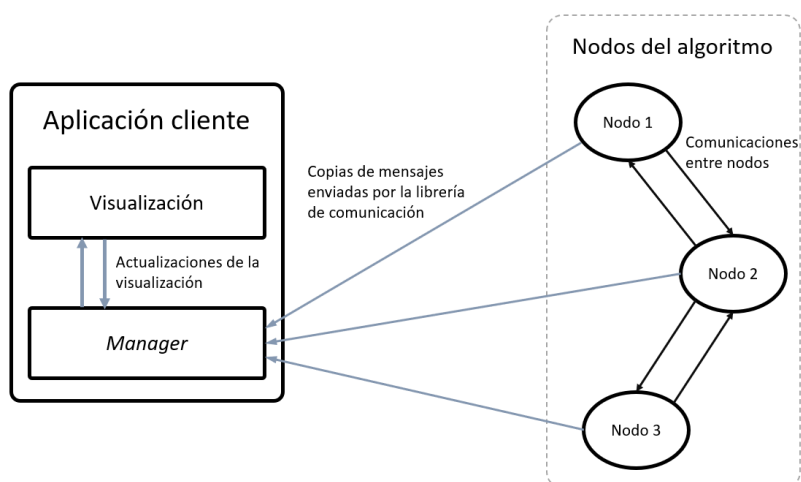 Aplicación cliente
Visualización
Actualizaciones de la
visualización
Manager
Copias de mensajes
enviadas por la librería
de comunicación
Nodos del algoritmo
Nodo 1
Comunicaciones
entre nodos
Nodo 2
Nodo 3